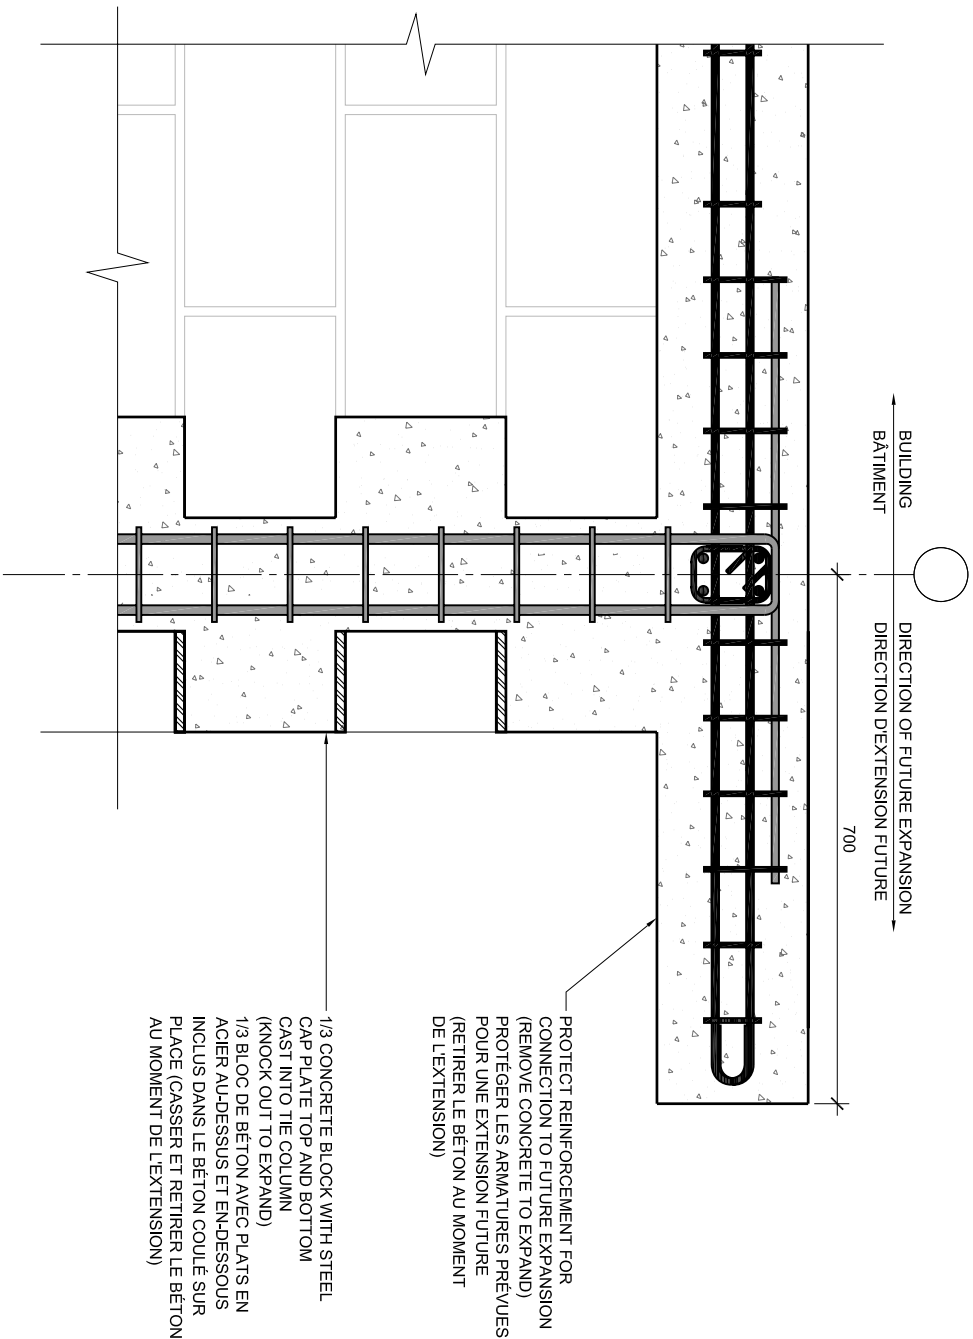 BUILDING
BÂTIMENT
DIRECTION OF FUTURE EXPANSION
DIRECTION D'EXTENSION FUTURE
700
PROTECT REINFORCEMENT FOR
CONNECTION TO FUTURE EXPANSION
(REMOVE CONCRETE TO EXPAND)
PROTÉGER LES ARMATURES PRÉVUES
POUR UNE EXTENSION FUTURE
(RETIRER LE BÉTON AU MOMENT
DE L'EXTENSION)
1/3 CONCRETE BLOCK WITH STEEL
CAP PLATE TOP AND BOTTOM
CAST INTO TIE COLUMN
(KNOCK OUT TO EXPAND)
1/3 BLOC DE BÉTON AVEC PLATS EN
ACIER AU-DESSUS ET EN-DESSOUS
INCLUS DANS LE BÉTON COULÉ SUR
PLACE (CASSER ET RETIRER LE BÉTON
AU MOMENT DE L'EXTENSION)